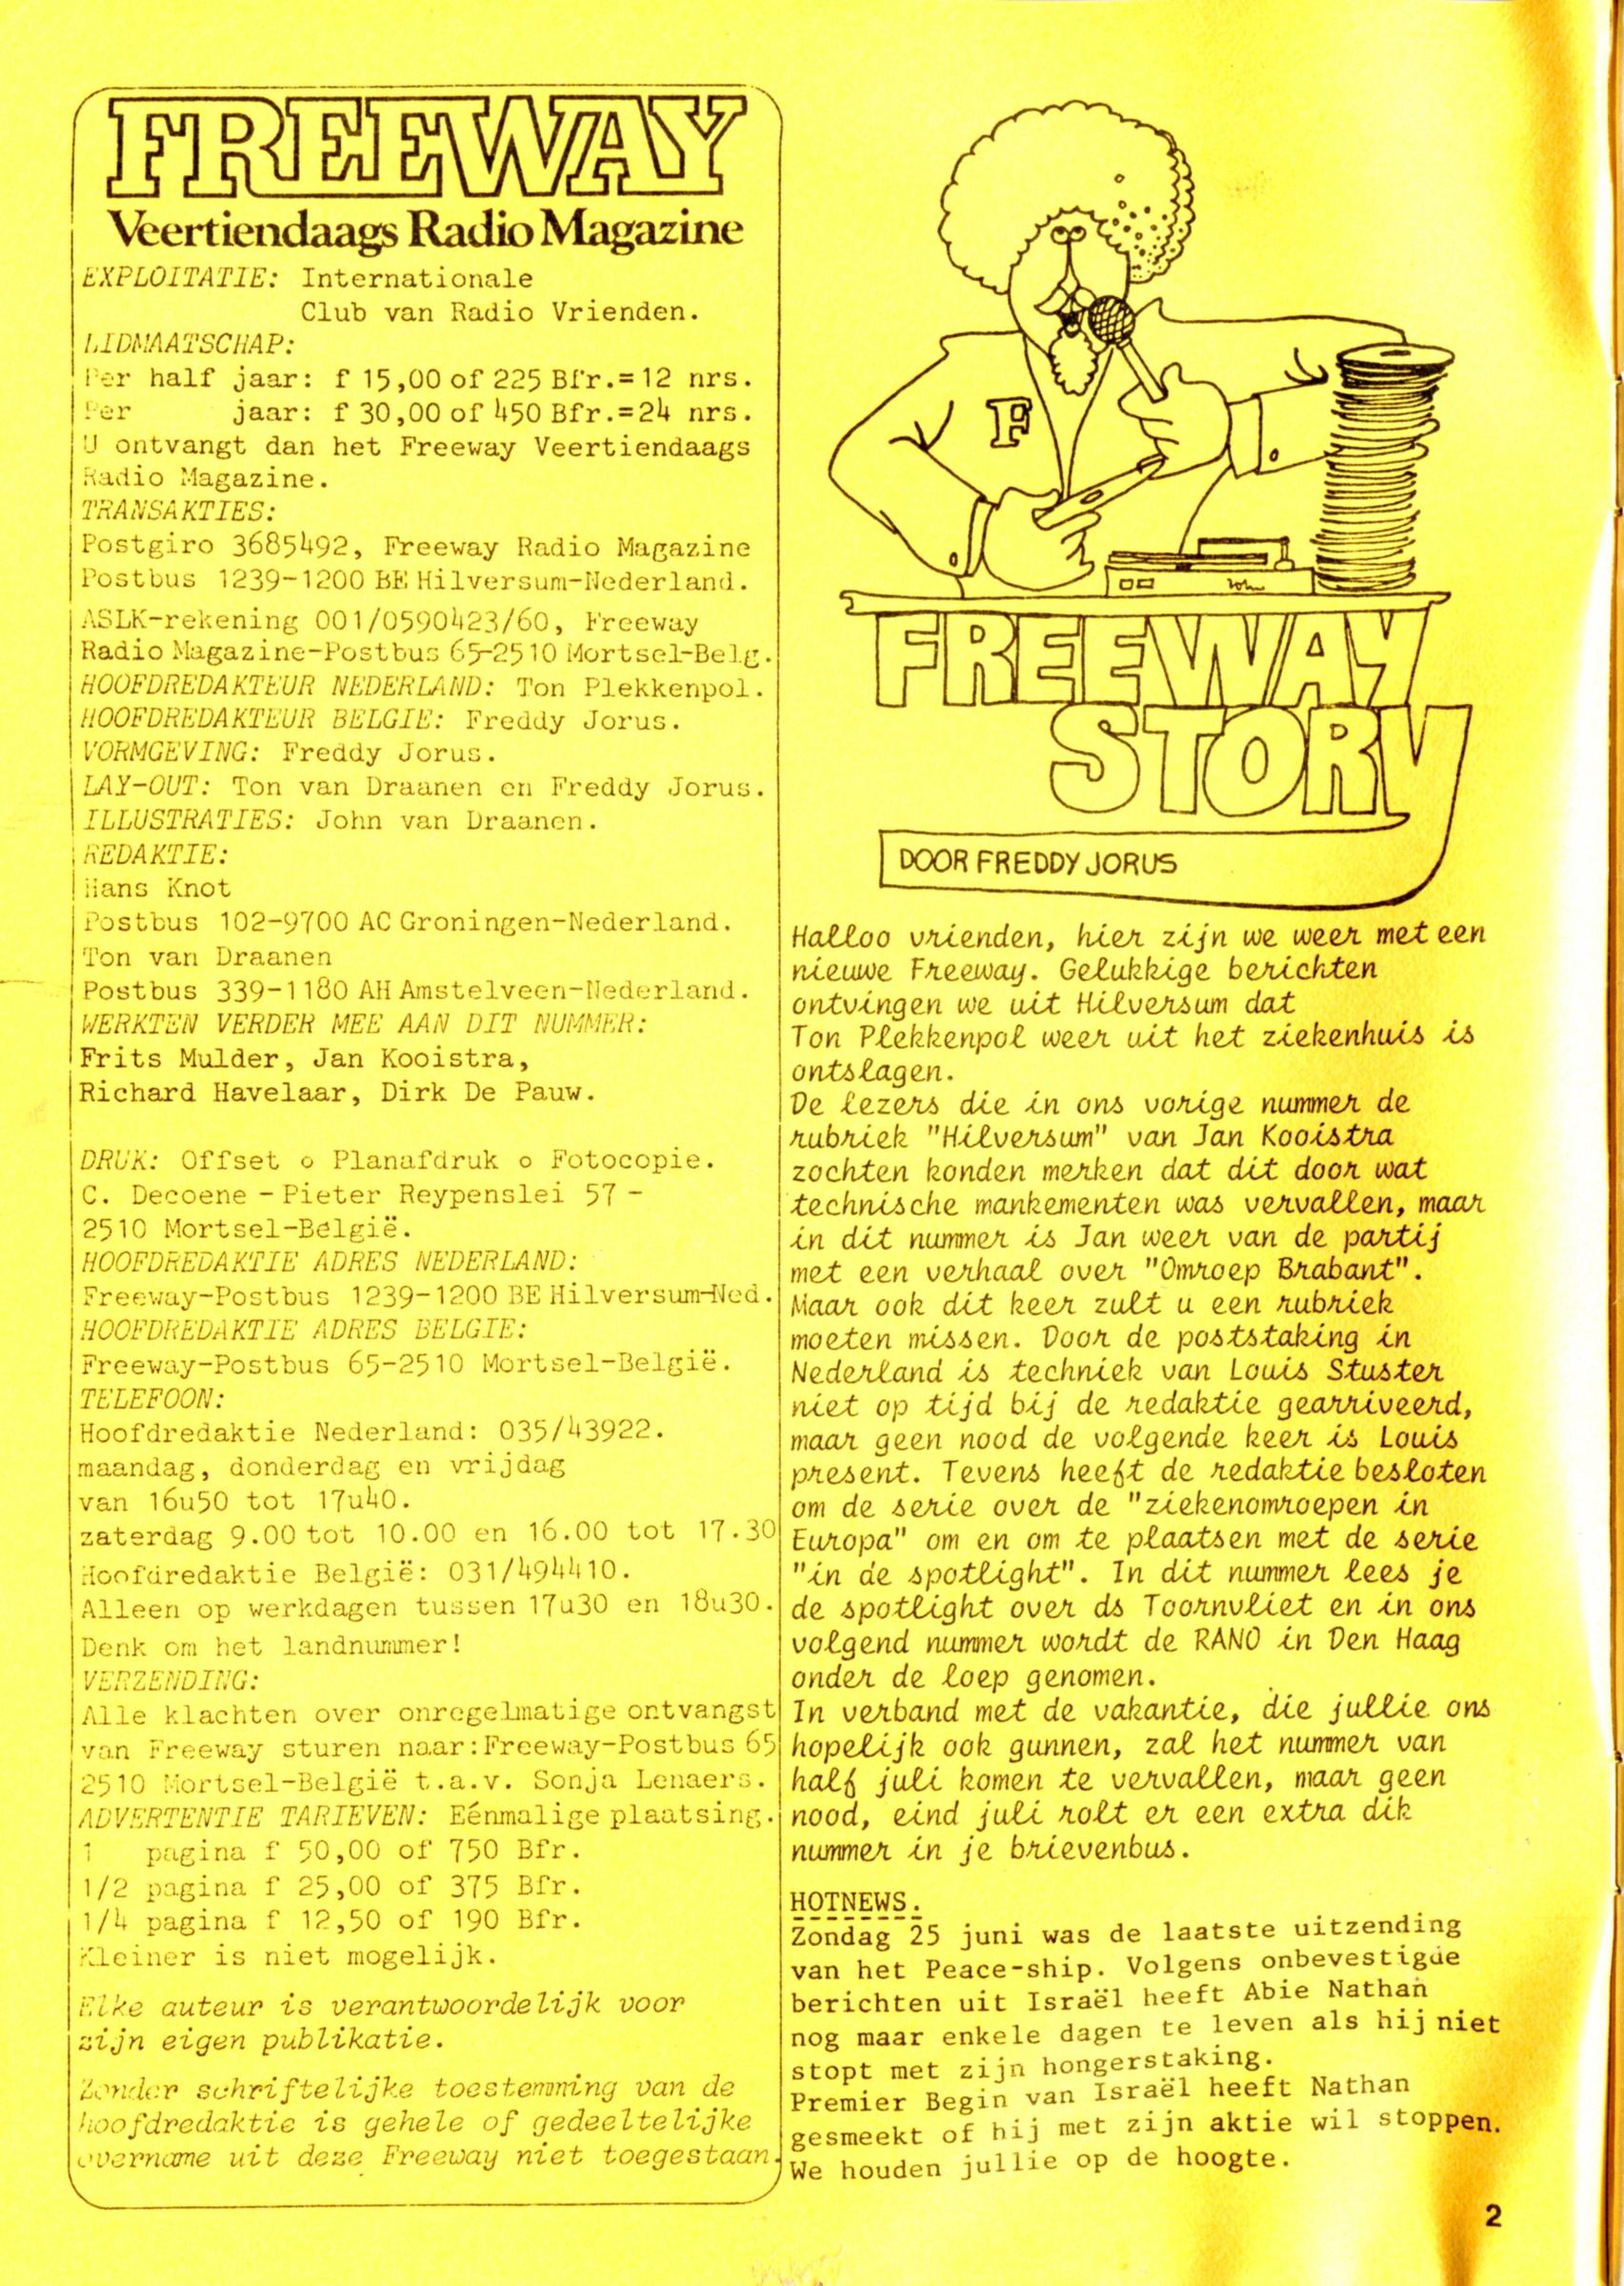 FREEWAY
Veertiendaags Radio Magazine
EXPLOITATIE: Internationale
Club van Radio Vrienden.
LIDMAATSCHAP:
Per half jaar: f 15,00 of 225 Bfr.=12 nrs.
Per jaar: f 30,00 of 450 Bfr.=24 nrs.
U ontvangt dan het Freeway Veertiendaags
Radio Magazine.
TRANSAKTIES:
Postgiro 3685492, Freeway Radio Magazine
Postbus 1239-1200 BE Hilversum-Nederland.
ASLK-rekening 001/0590423/60, Freeway
Radio Magazine-Postbus 65-2510 Mortsel-Belg.
HOOFDREDAKTEUR NEDERLAND: Ton Plekkenpol.
HOOFDREDAKTEUR BELGIE: Freddy Jorus.
VORMGEVING: Freddy Jorus.
LAY-OUT: Ton van Draanen en Freddy Jorus.
ILLUSTRATIES: John van Draanen.
REDAKTIE:
Hans Knot
Postbus 102-9700 AC Groningen-Nederland.
Ton van Draanen
Postbus 339-1180 AH Amstelveen-Nederland.
WERKTEN VERDER MEE AAN DIT NUMMER:
Frits Mulder, Jan Kooistra,
Richard Havelaar, Dirk De Pauw.
DRUK: Offset o Planafdruk o Fotocopie.
C. Decoene - Pieter Reypenslei 57 -
2510 Mortsel-België.
HOOFDREDAKTIE ADRES NEDERLAND:
Freeway-Postbus 1239-1200 BE Hilversum-Ned.
HOOFDREDAKTIE ADRES BELGIE:
Freeway-Postbus 65-2510 Mortsel-België.
TELEFOON:
Hoofdredaktie Nederland: 035/43922.
maandag, donderdag en vrijdag
van 16u50 tot 17u40.
zaterdag 9.00 tot 10.00 en 16.00 tot 17.30
Hoofdredaktie België: 031/494410.
Alleen op werkdagen tussen 17u30 en 18u30.
Denk om het landnummer!
VERZENDING:
Alle klachten over onregelmatige ontvangst
van Freeway sturen naar:Freeway-Postbus 65
2510 Mortsel-België t.a.v. Sonja Lenaers.
ADVERTENTIE TARIEVEN: Eénmalige plaatsing.
1 pagina f 50,00 of 750 Bfr.
1/2 pagina f 25,00 of 375 Bfr.
1/4 pagina f 12,50 of 190 Bfr.
Kleiner is niet mogelijk.
Elke auteur is verantwoordelijk voor
zijn eigen publikatie.
Zonder schriftelijke toestemming van de
hoofdredaktie is gehele of gedeeltelijke
overname uit deze Freeway niet toegestaan.
F
FREEWAY
STORY
DOOR FREDDY JORUS
Halloo vrienden, hier zijn we weer met een
nieuwe Freeway. Gelukkige berichten
ontvingen we uit Hilversum dat
Ton Plekkenpol weer uit het ziekenhuis is
ontslagen.
De lezers die in ons vorige nummer de
rubriek "Hilversum" van Jan Kooistra
zochten konden merken dat dit door wat
technische mankementen was vervallen, maar
in dit nummer is Jan weer van de partij
met een verhaal over "Omroep Brabant".
Maar ook dit keer zult u een rubriek
moeten missen. Door de poststaking in
Nederland is techniek van Louis Stuster
niet op tijd bij de redaktie gearriveerd,
maar geen nood de volgende keer is Louis
present. Tevens heeft de redaktie besloten
om de serie over de "ziekenomroepen in
Europa" om en om te plaatsen met de serie
"in de spotlight". In dit nummer lees je
de spotlight over ds Toornvliet en in ons
volgend nummer wordt de RANO in Den Haag
onder de loep genomen.
In verband met de vakantie, die jullie ons
hopelijk ook gunnen, zal het nummer van
half juli komen te vervallen, maar geen
nood, eind juli rolt er een extra dik
nummer in je brievenbus.
HOTNEWS.
Zondag 25 juni was de laatste uitzending
van het Peace-ship. Volgens onbevestigde
berichten uit Israël heeft Abie Nathan
nog maar enkele dagen te leven als hij niet
stopt met zijn hongerstaking.
Premier Begin van Israël heeft Nathan
gesmeekt of hij met zijn aktie wil stoppen.
We houden jullie op de hoogte.
2